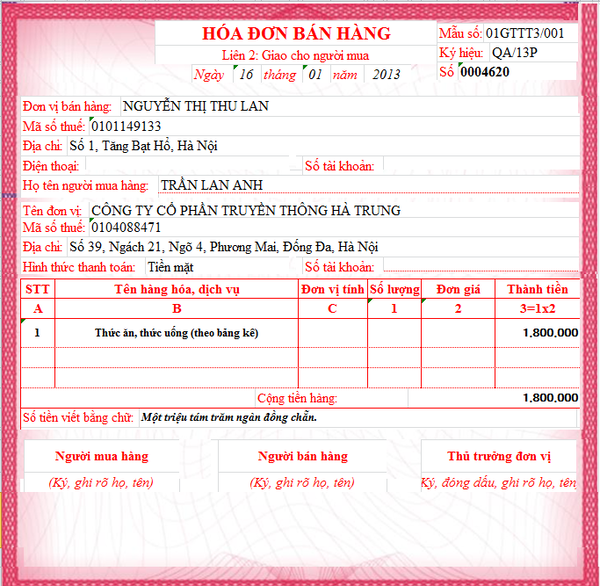 HÓA ĐƠN BÁN HÀNG
Mẫu số: 01GTTT3/001
Liên 2: Giao cho người mua
Ký hiệu: QA/13P
Ngày 16 tháng 01 năm 2013
Số 0004620
Đơn vị bán hàng: NGUYỄN THỊ THU LAN
Mã số thuế: 0101149133
Địa chỉ: Số 1, Tăng Bạt Hổ, Hà Nội
Điện thoại: Số tài khoản:
Họ tên người mua hàng: TRẦN LAN ANH
Tên đơn vị: CÔNG TY CỔ PHẦN TRUYỀN THÔNG HÀ TRUNG
Mã số thuế: 0104088471
Địa chỉ: Số 39, Ngách 21, Ngõ 4, Phương Mai, Đống Đa, Hà Nội
Hình thức thanh toán: Tiền mặt Số tài khoản:
STT Tên hàng hóa, dịch vụ Đơn vị tính Số lượng Đơn giá Thành tiền
A B C 1 2 3=1x2
1 Thức ăn, thức uống (theo bảng kê) 1,800,000
Cộng tiền hàng: 1,800,000
Số tiền viết bằng chữ: Một triệu tám trăm ngàn đồng chẵn.
Người mua hàng Người bán hàng Thủ trưởng đơn vị
(Ký, ghi rõ họ, tên) (Ký, ghi rõ họ, tên) Ký, đóng dấu, ghi rõ họ, tên